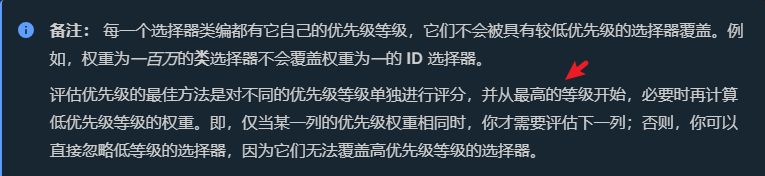 备注： 每一个选择器类编都有它自己的优先级等级，它们不会被具有较低优先级的选择器覆盖。例
如，权重为一百万的类选择器不会覆盖权重为一的 ID 选择器。
评估优先级的最佳方法是对不同的优先级等级单独进行评分，并从最高的等级开始，必要时再计算
低优先级等级的权重。即，仅当某一列的优先级权重相同时，你才需要评估下一列；否则，你可以
直接忽略低等级的选择器，因为它们无法覆盖高优先级等级的选择器。